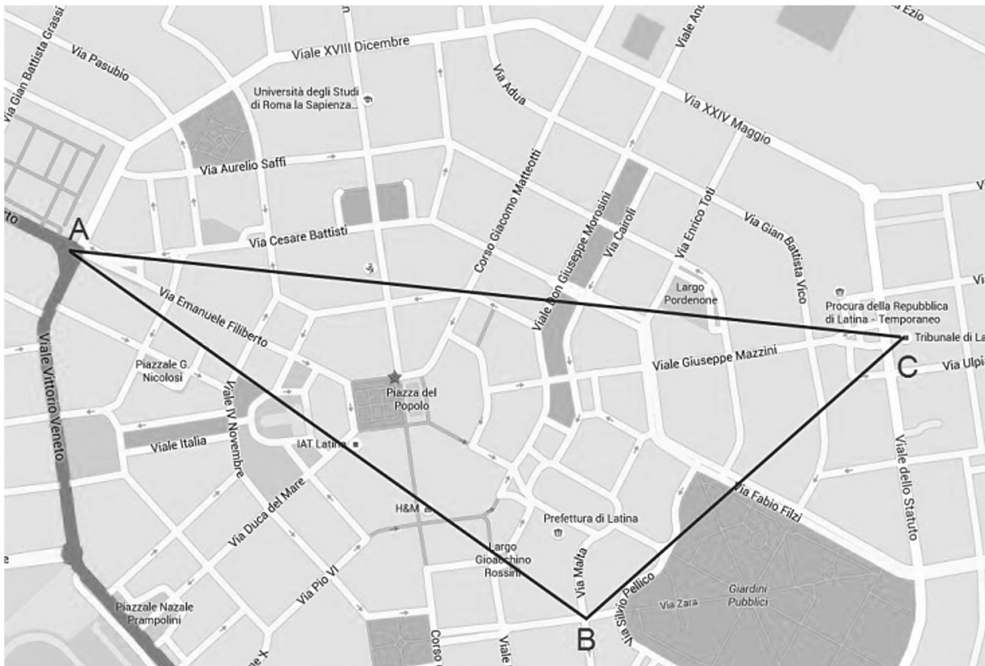 Via Gian Battista Grassi
Via Pasubio
Viale XVIII Dicembre
Università degli Studi
di Roma la Sapienza...
Via Adua
Via XXIV Maggio
Via Aurelio Saffi
A
Via Cesare Battisti
Corso Giacomo Matteotti
Viale Don Giuseppe Morosini
Via Cairoli
Via Enrico Toti
Via Gian Battista Vico
Via Emanuele Filiberto
Largo
Pordenone
Procura della Repubblica
di Latina - Temporaneo
Tribunale di La
C
Via Ulpi
Viale Giuseppe Mazzini
Piazzale G.
Nicolosi
Viale Vittorio Veneto
Viale IV Novembre
Piazza del
Popolo
Viale Italia
IAT Latina
Via Duca del Mare
H&M
Largo
Gioacchino
Rossini
Prefettura di Latina
Via Fabio Filzi
Viale dello Statuto
Via Pio VI
Via Malta
Via Silvio Pellico
Via Zara
Giardini
Pubblici
Piazzale Nazale
Prampolini
B
Corso
Viale